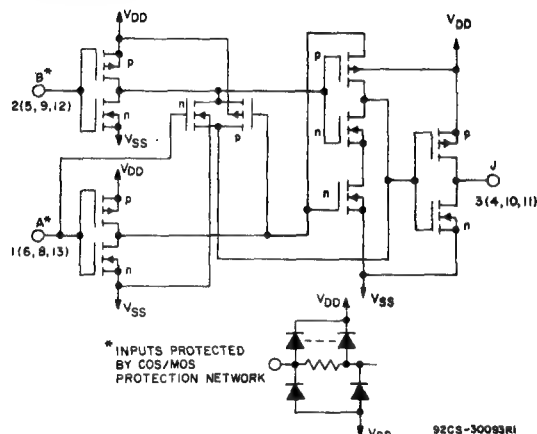 VDD
VDD
B*
p
p
2(5, 9, 12)
n
n
p
VSS
n
p
J
VDD
3(4, 10, 11)
A*
p
n
n
1(6, 8, 13)
n
VSS
VSS
VDD
*INPUTS PROTECTED
BY COS/MOS
PROTECTION NETWORK
92CS-30093R1